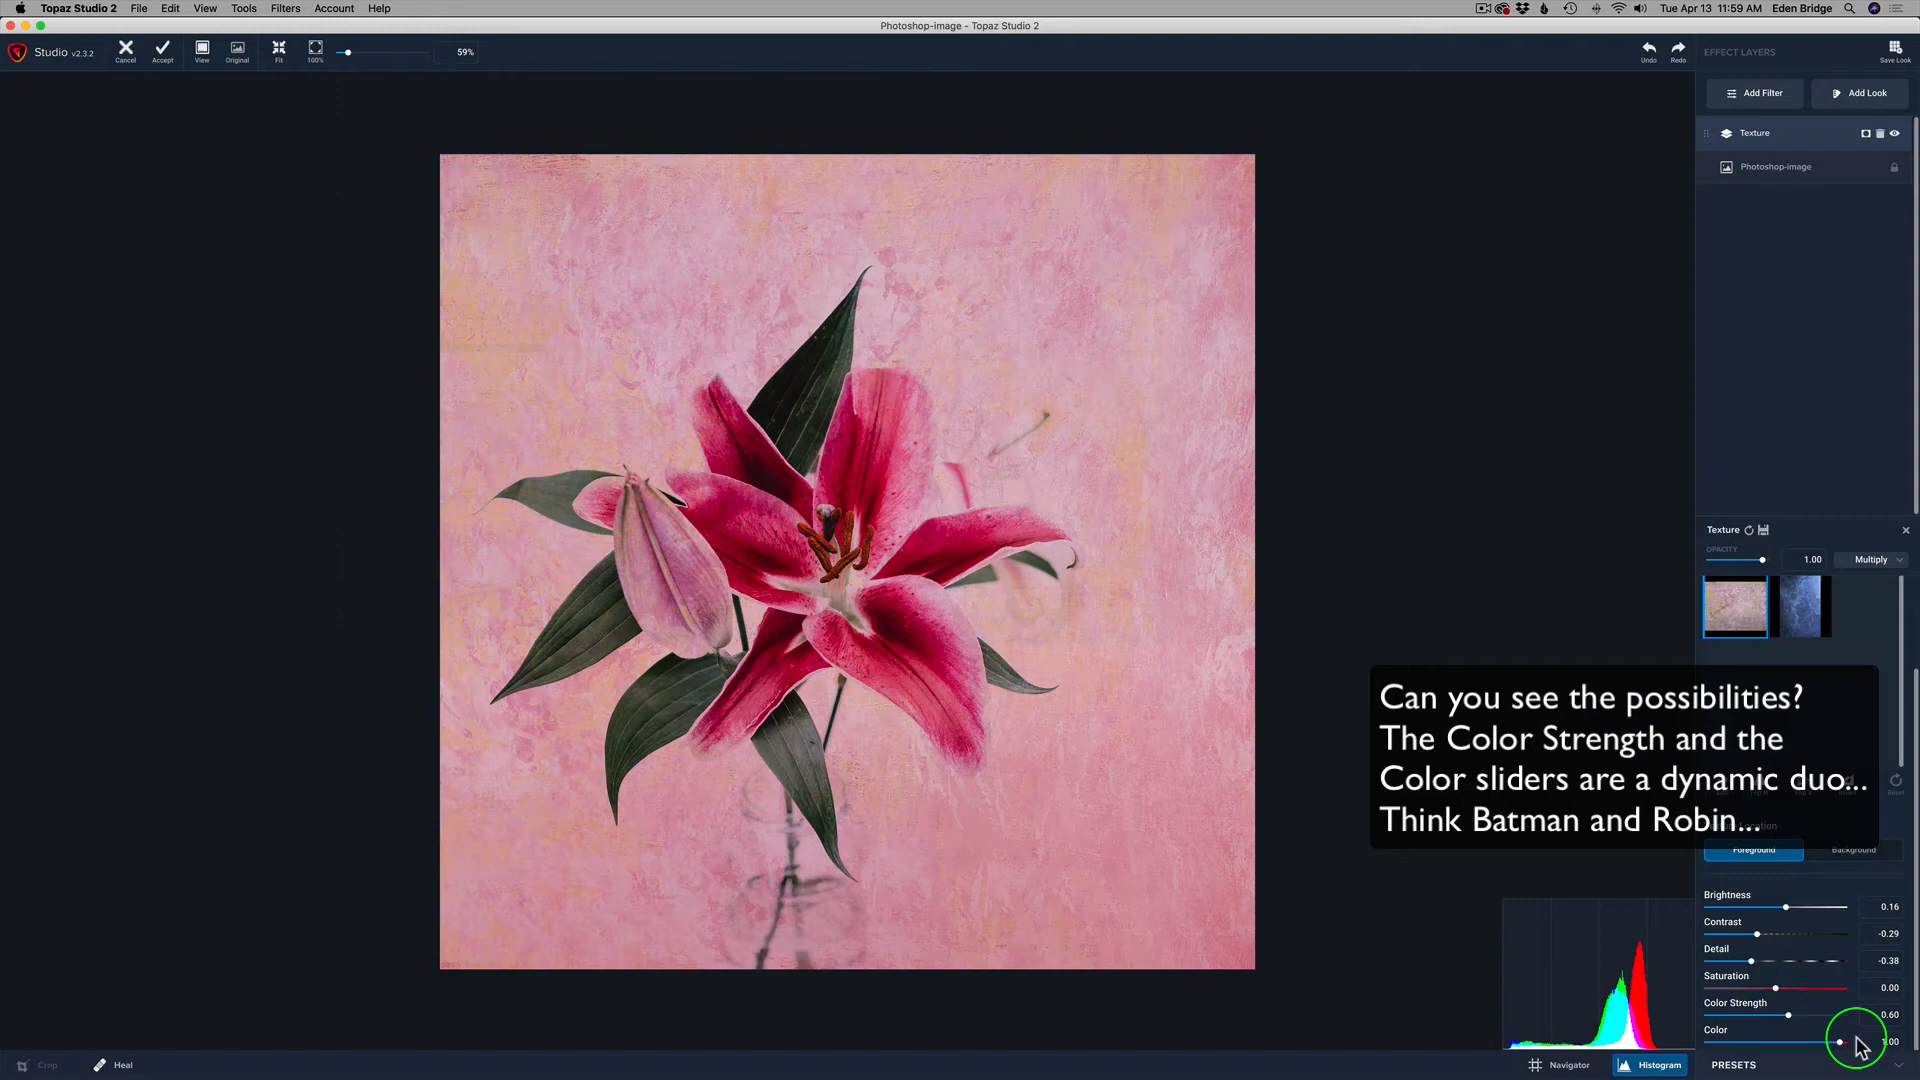 Topaz Studio 2 File Edit View Tools Filters Account Help
Tue Apr 13 11:59 AM Eden Bridge
Photoshop-image - Topaz Studio 2
Studio v2.3.2
Cancel Accept View Original Fit 100% 59%
Undo Redo
EFFECT LAYERS
Save Look
Add Filter Add Look
Texture
Photoshop-image
Texture
OPACITY 1.00 Multiply
Can you see the possibilities?
The Color Strength and the
Color sliders are a dynamic duo...
Think Batman and Robin...
Reset
Foreground Background
Brightness 0.16
Contrast -0.29
Detail -0.38
Saturation 0.00
Color Strength 0.60
Color 1.00
Crop Heal
Navigator Histogram
PRESETS